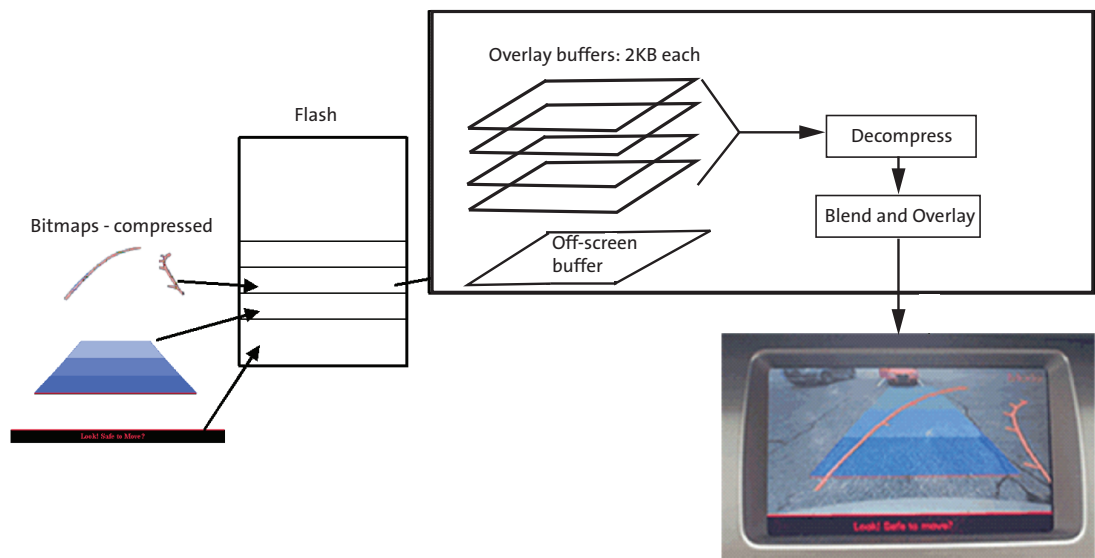 Overlay buffers: 2KB each
Flash
Decompress
Blend and Overlay
Bitmaps - compressed
Off-screen
buffer
Look! Safe to Move?
Look! Safe to move?